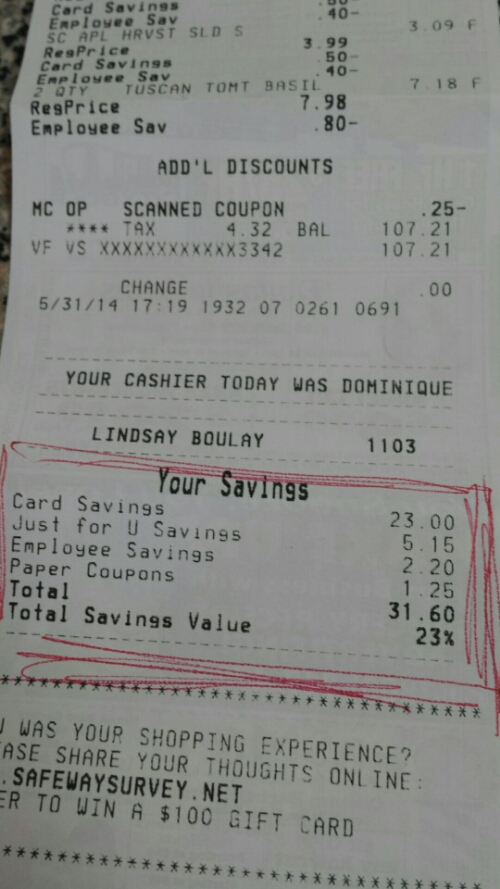 Card Savings .50-
Employee Sav .40-
SC APL HRVST SLD S 3.09 F
RegPrice 3.99
Card Savings .50-
Employee Sav .40-
2 QTY TUSCAN TOMT BASIL 7.18 F
RegPrice 7.98
Employee Sav .80-
ADD'L DISCOUNTS
MC OP SCANNED COUPON .25-
**** TAX 4.32 BAL 107.21
VF VS XXXXXXXXXXXX3342 107.21
CHANGE .00
5/31/14 17:19 1932 07 0261 0691
YOUR CASHIER TODAY WAS DOMINIQUE
LINDSAY BOULAY 1103
Your Savings
Card Savings 23.00
Just for U Savings 5.15
Employee Savings 2.20
Paper Coupons 1.25
Total 31.60
Total Savings Value 23%
************************************
WAS YOUR SHOPPING EXPERIENCE?
ASE SHARE YOUR THOUGHTS ONLINE:
.SAFEWAYSURVEY.NET
ER TO WIN A $100 GIFT CARD
************************************